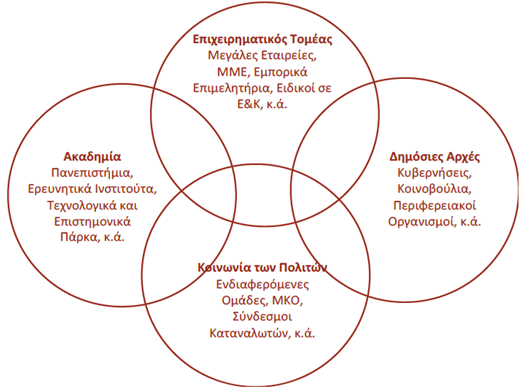 Επιχειρηματικός Τομέας
Μεγάλες Εταιρείες,
ΜΜΕ, Εμπορικά
Επιμελητήρια, Ειδικοί σε
Ε&Κ, κ.ά.
Ακαδημία
Πανεπιστήμια,
Ερευνητικά Ινστιτούτα,
Τεχνολογικά και
Επιστημονικά
Πάρκα, κ.ά.
Δημόσιες Αρχές
Κυβερνήσεις,
Κοινοβούλια,
Περιφερειακοί
Οργανισμοί, κ.ά.
Κοινωνία των Πολιτών
Ενδιαφερόμενες
Ομάδες, ΜΚΟ,
Σύνδεσμοι
Καταναλωτών, κ.ά.